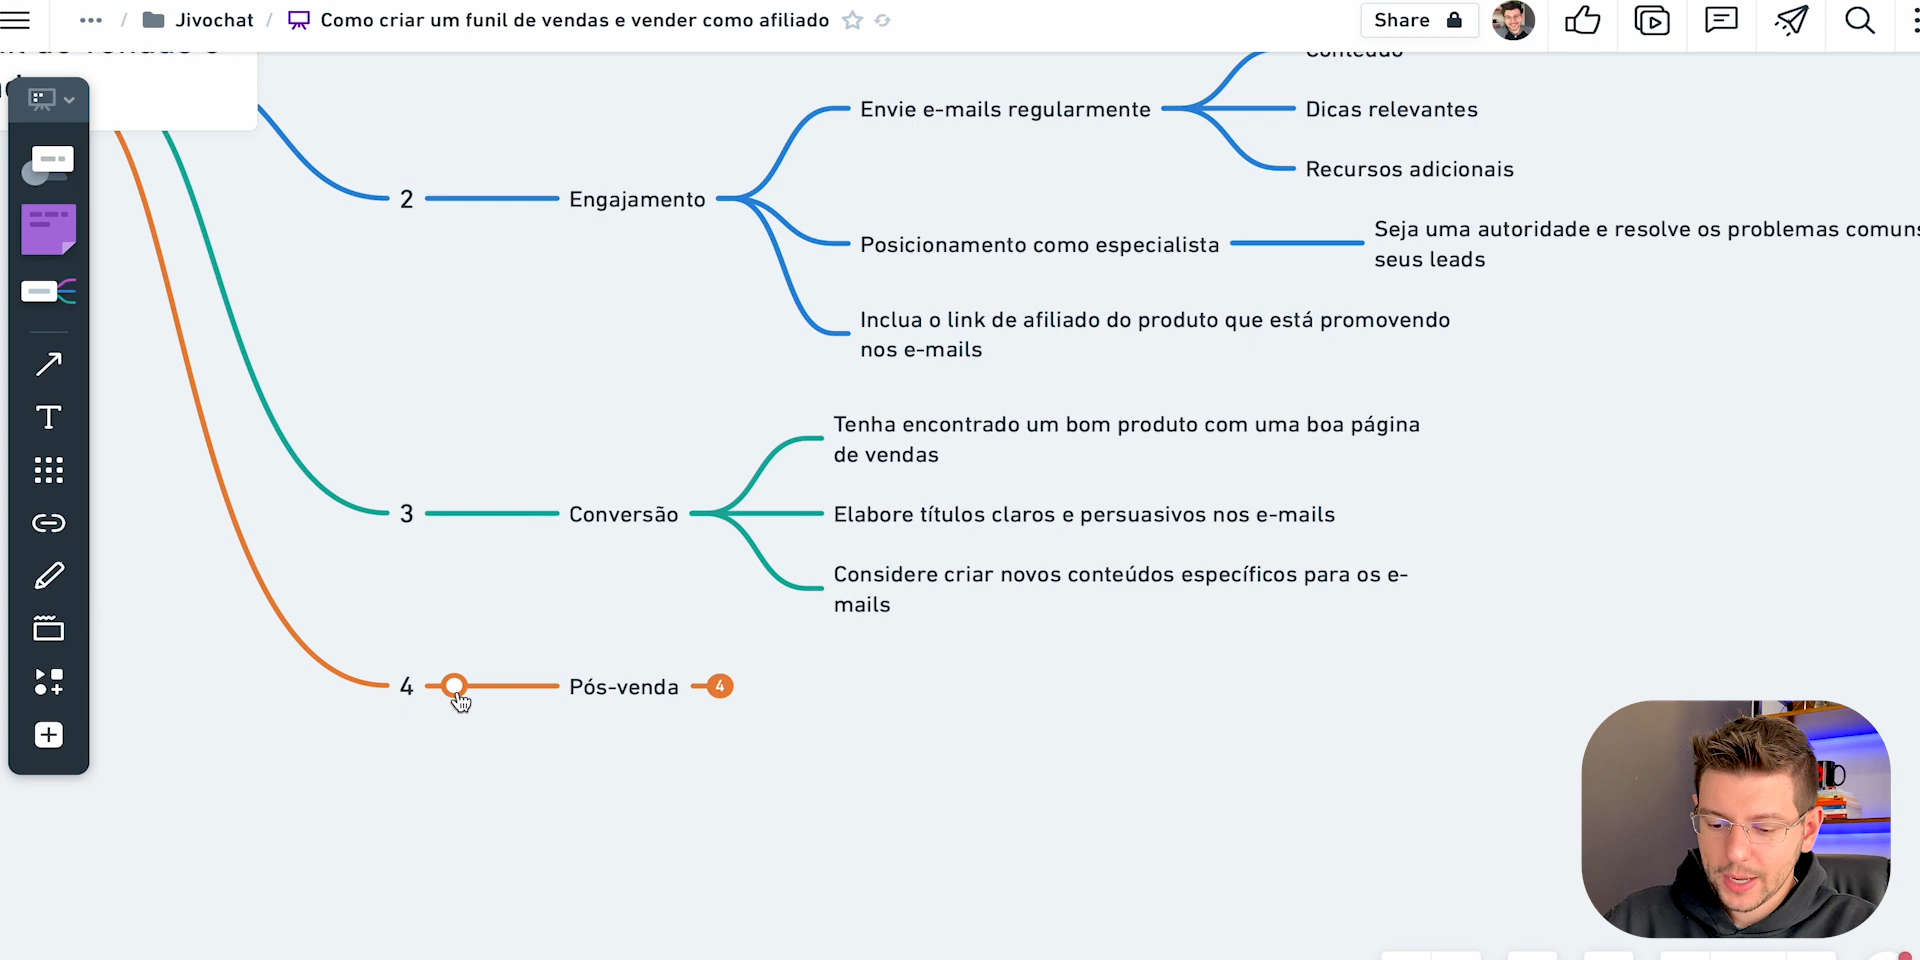 Jivochat / Como criar um funil de vendas e vender como afiliado
Share
Conteúdo
Envie e-mails regularmente
Dicas relevantes
Recursos adicionais
2
Engajamento
Posicionamento como especialista
Seja uma autoridade e resolve os problemas comuns
seus leads
Inclua o link de afiliado do produto que está promovendo
nos e-mails
Tenha encontrado um bom produto com uma boa página
de vendas
3
Conversão
Elabore títulos claros e persuasivos nos e-mails
Considere criar novos conteúdos específicos para os e-
mails
4
Pós-venda
4